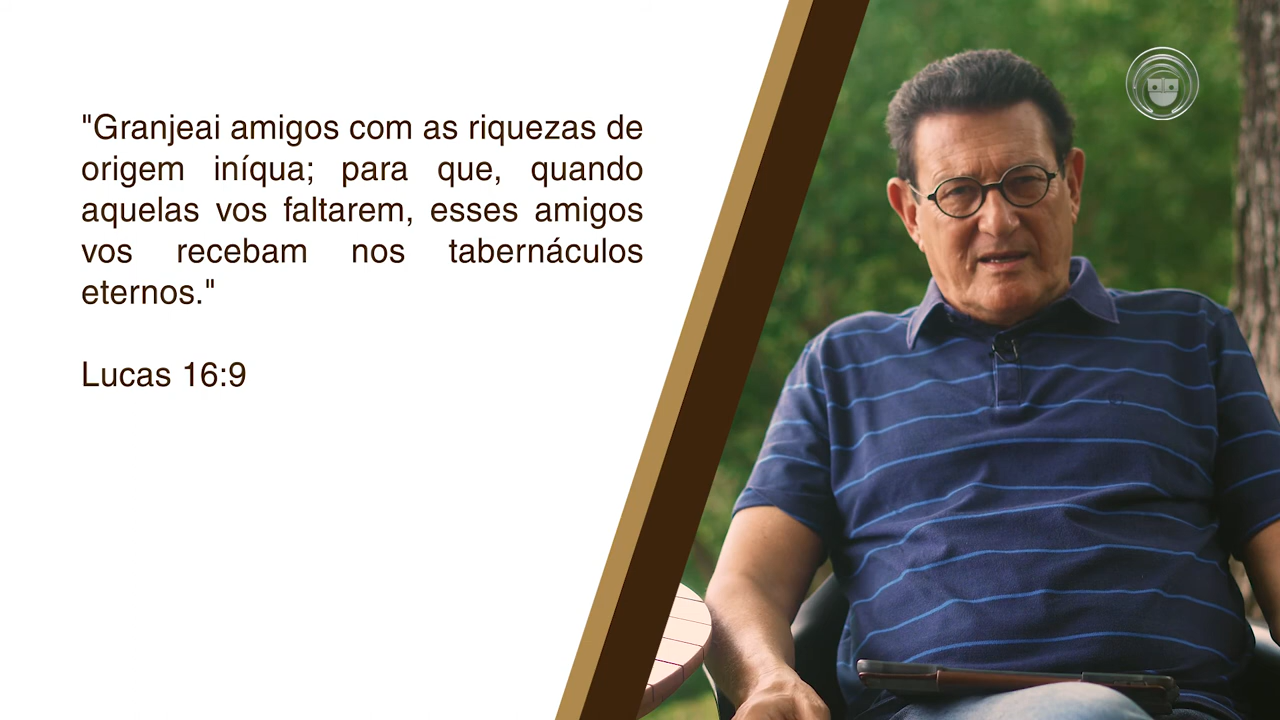 "Granjeai amigos com as riquezas de
origem iníqua; para que, quando
aquelas vos faltarem, esses amigos
vos recebam nos tabernáculos
eternos."
Lucas 16:9